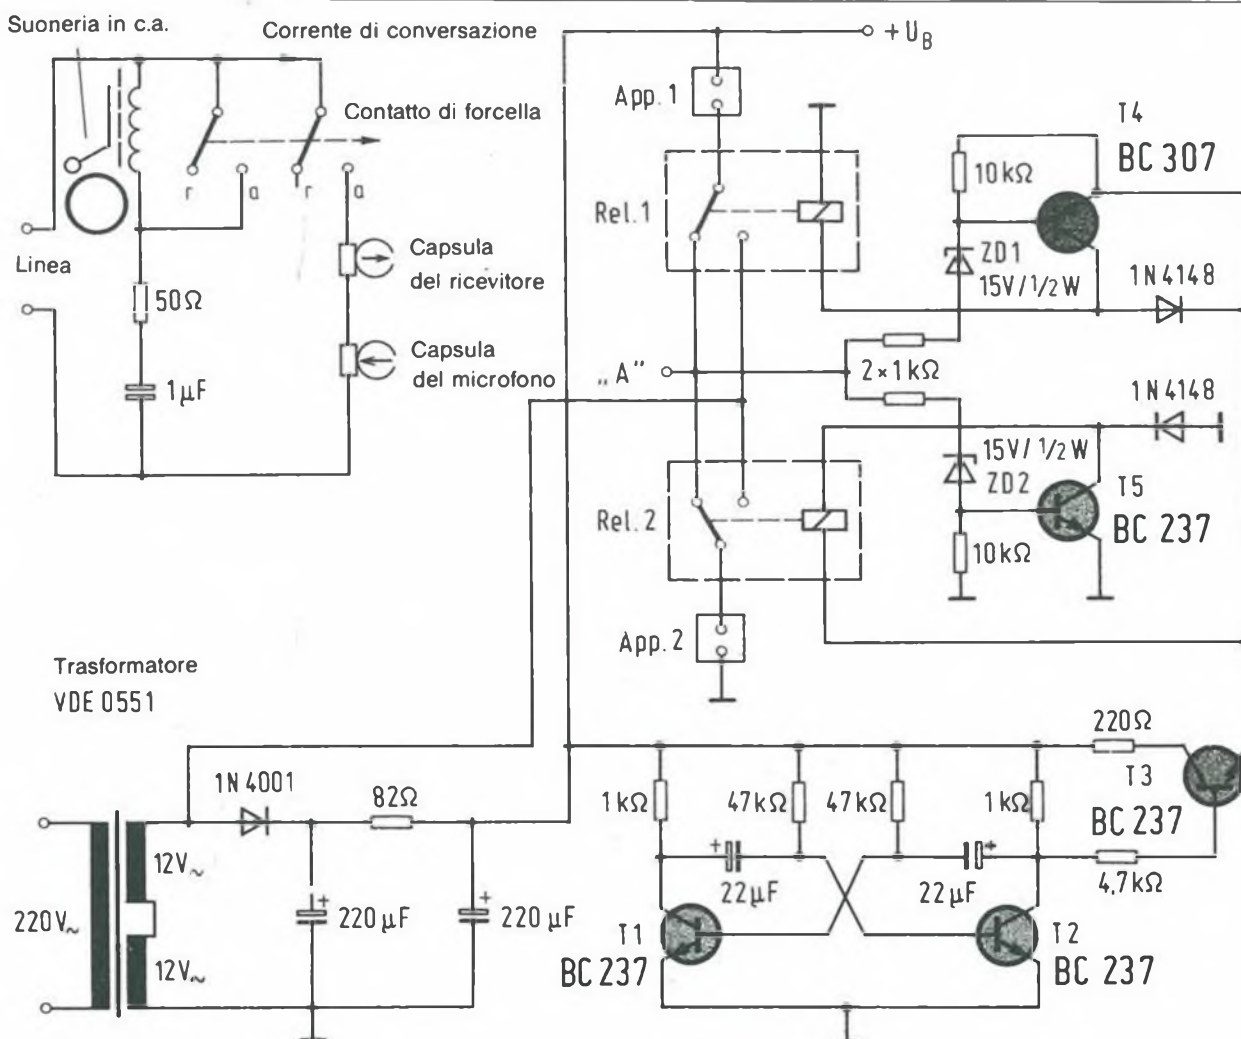 Suoneria in c.a.
Corrente di conversazione
Contatto di forcella
r
a
r
a
Linea
50Ω
1µF
Capsula
del ricevitore
Capsula
del microfono
+U_B
App.1
Rel.1
T4
BC 307
10kΩ
ZD1
15V/½W
1N4148
„A"
2×1kΩ
1N4148
15V/½W
ZD2
T5
BC 237
Rel.2
10kΩ
App.2
Trasformatore
VDE 0551
1N4001
82Ω
220V~
12V~
12V~
+
220µF
+
220µF
220Ω
T3
BC 237
1kΩ
47kΩ
47kΩ
1kΩ
+
22µF
+
22µF
4,7kΩ
T1
BC 237
T2
BC 237